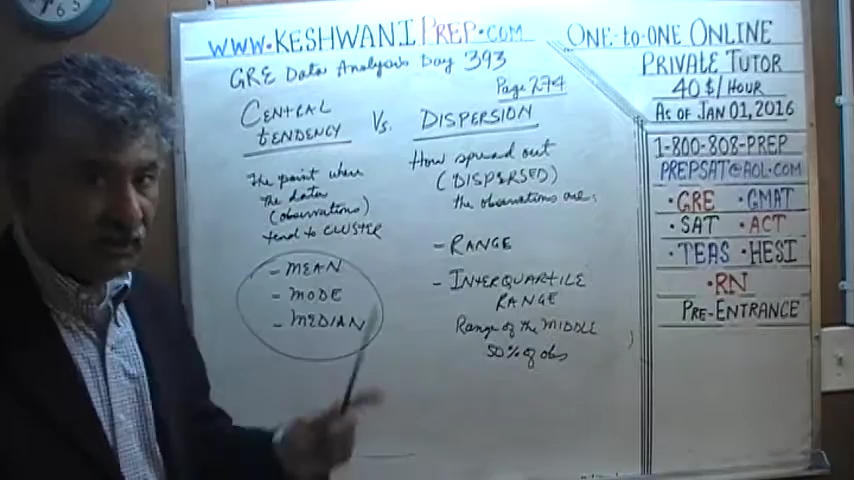 WWW.KESHWANIPREP.COM
GRE Data Analysis Day 393
Page 274
CENTRAL
TENDENCY
Vs.
DISPERSION
The point where
the data
(observations)
tend to CLUSTER
- MEAN
- MODE
- MEDIAN
How spread out
(DISPERSED)
the observations are:
- RANGE
- INTERQUARTILE
RANGE
Range of the MIDDLE
50% of obs
ONE-to-ONE ONLINE
PRIVATE TUTOR
40$/HOUR
AS OF JAN 01, 2016
1-800-808-PREP
PREPSAT@AOL.COM
• GRE • GMAT
• SAT • ACT
• TEAS • HESI
• RN
PRE-ENTRANCE